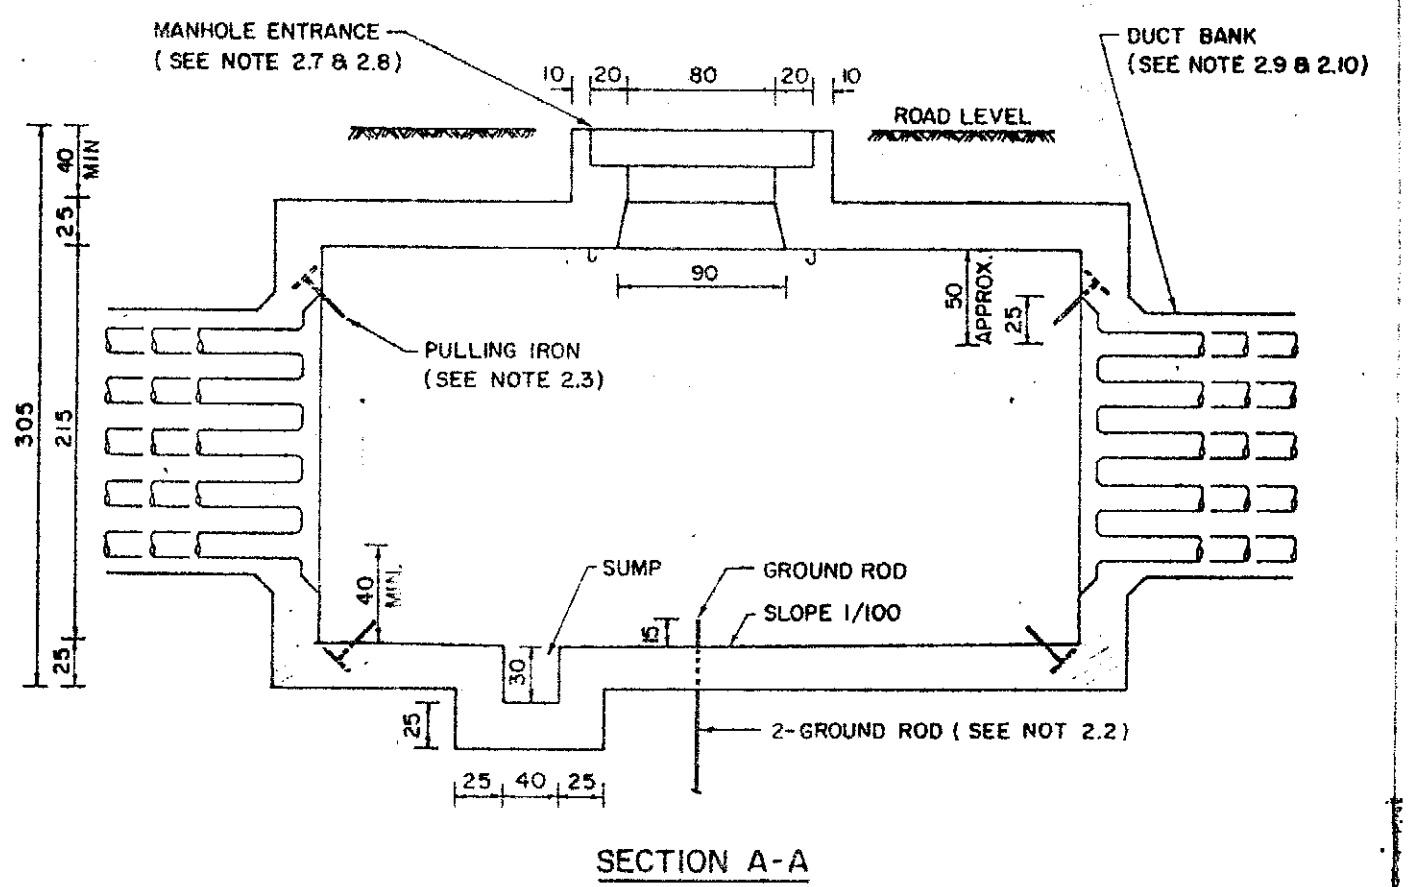 MANHOLE ENTRANCE
(SEE NOTE 2.7 & 2.8)
DUCT BANK
(SEE NOTE 2.9 & 2.10)
10 20 80 20 10
ROAD LEVEL
40
MIN
25
90
50
APPROX.
25
PULLING IRON
(SEE NOTE 2.3)
305
215
40
MIN.
SUMP
GROUND ROD
SLOPE 1/100
15
25
30
25
2-GROUND ROD (SEE NOT 2.2)
25 40 25
SECTION A-A